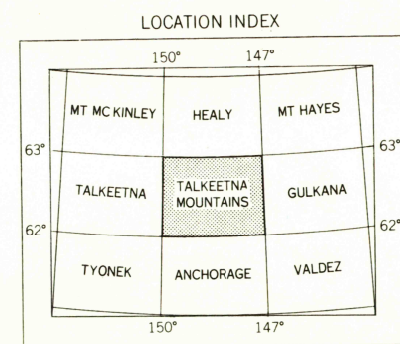 LOCATION INDEX
150° 147°
MT MC KINLEY HEALY MT HAYES
63° 63°
TALKEETNA TALKEETNA MOUNTAINS GULKANA
62° 62°
TYONEK ANCHORAGE VALDEZ
150° 147°